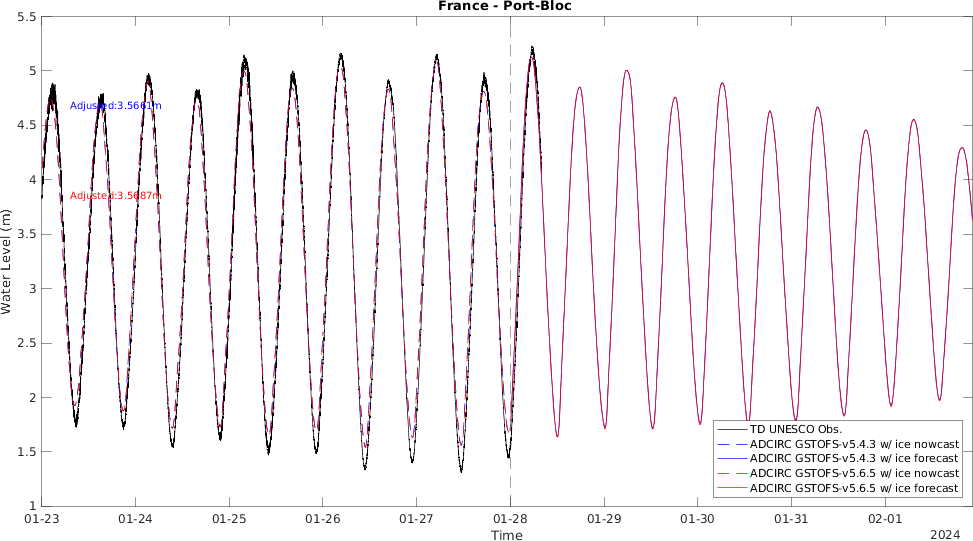 France - Port-Bloc
5.5
5
4.5
4
3.5
3
2.5
2
1.5
1
Water Level (m)
Adjusted:3.5661m
Adjusted:3.5687m
TD UNESCO Obs.
ADCIRC GSTOFS-v5.4.3 w/ ice nowcast
ADCIRC GSTOFS-v5.4.3 w/ ice forecast
ADCIRC GSTOFS-v5.6.5 w/ ice nowcast
ADCIRC GSTOFS-v5.6.5 w/ ice forecast
01-23 01-24 01-25 01-26 01-27 01-28 01-29 01-30 01-31 02-01
Time
2024